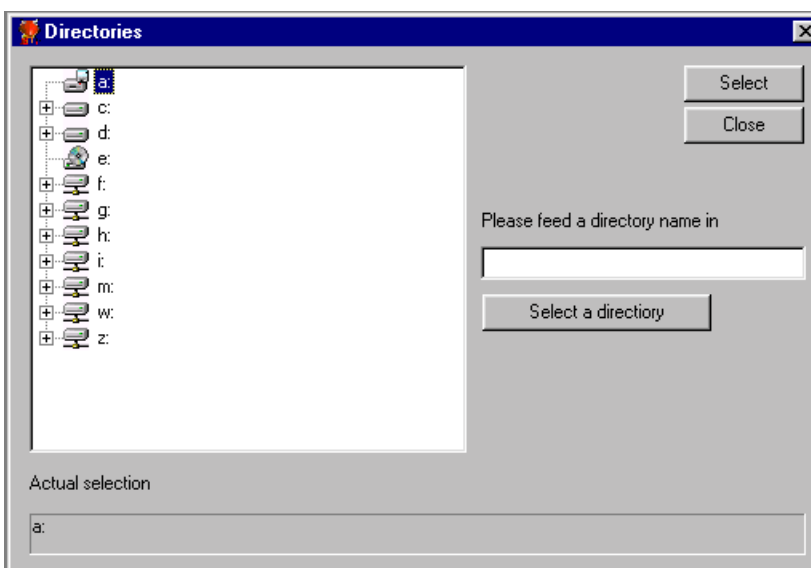 Directories
a:
c:
d:
e:
f:
g:
h:
i:
m:
w:
z:
Select
Close
Please feed a directory name in
Select a directiory
Actual selection
a: